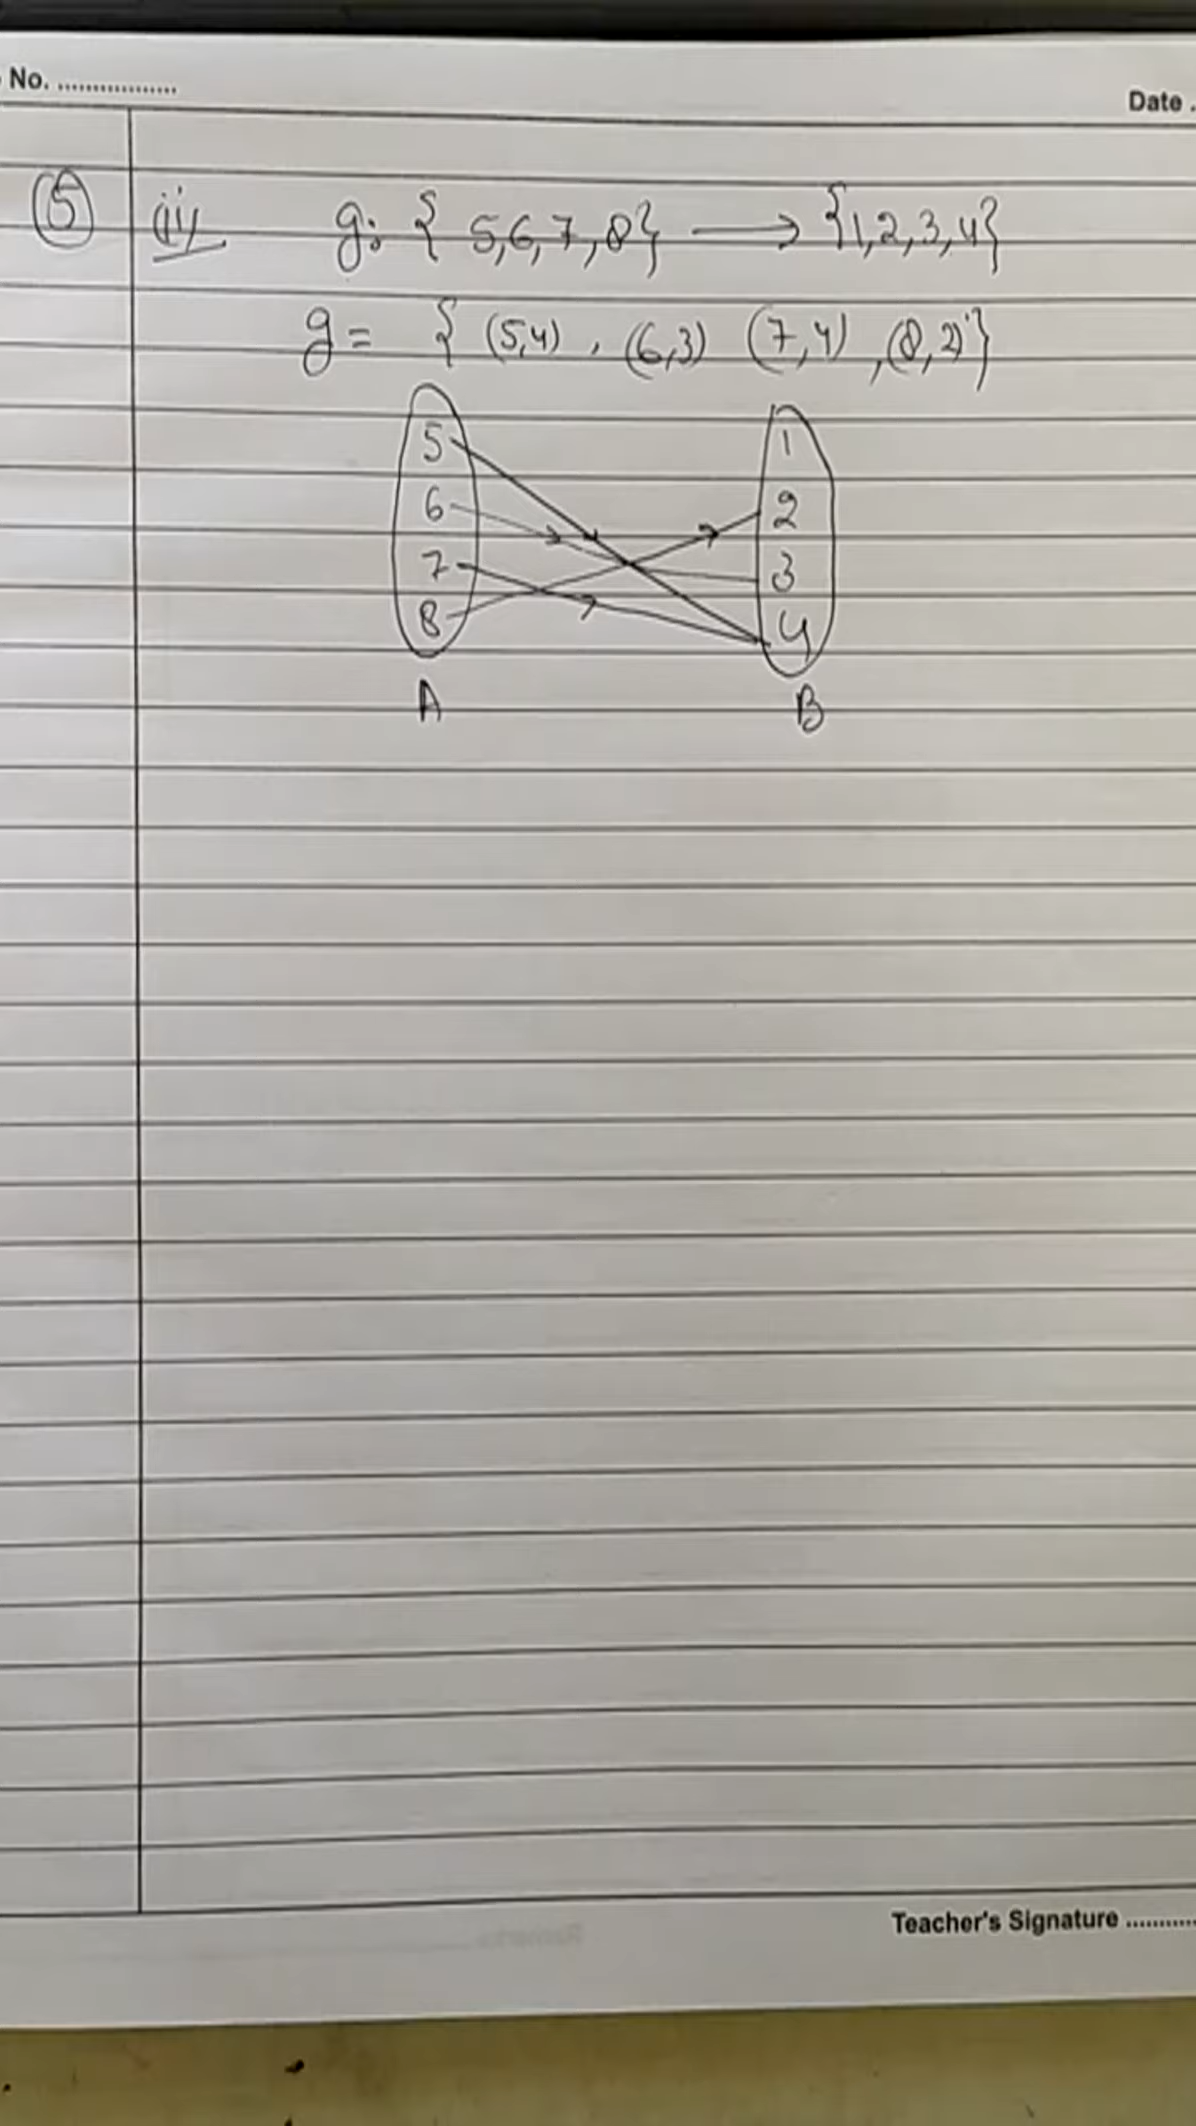 No. .................
Date .
5 (ii) g: { 5,6,7,8} ⟶ {1,2,3,4}
g = { (5,4) , (6,3) (7,4) ,(8,2)}
5 1
6 2
7 3
8 4
A B
Teacher's Signature ...........